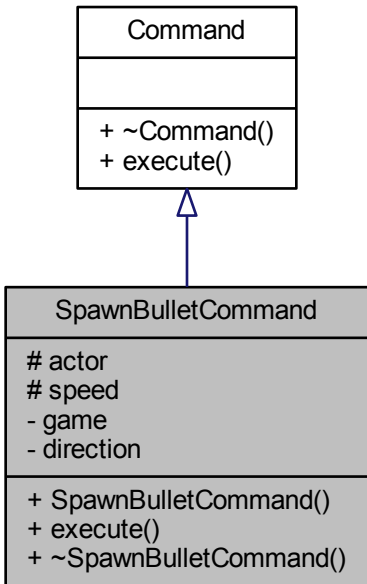 Command
+ ~Command()
+ execute()
SpawnBulletCommand
# actor
# speed
- game
- direction
+ SpawnBulletCommand()
+ execute()
+ ~SpawnBulletCommand()